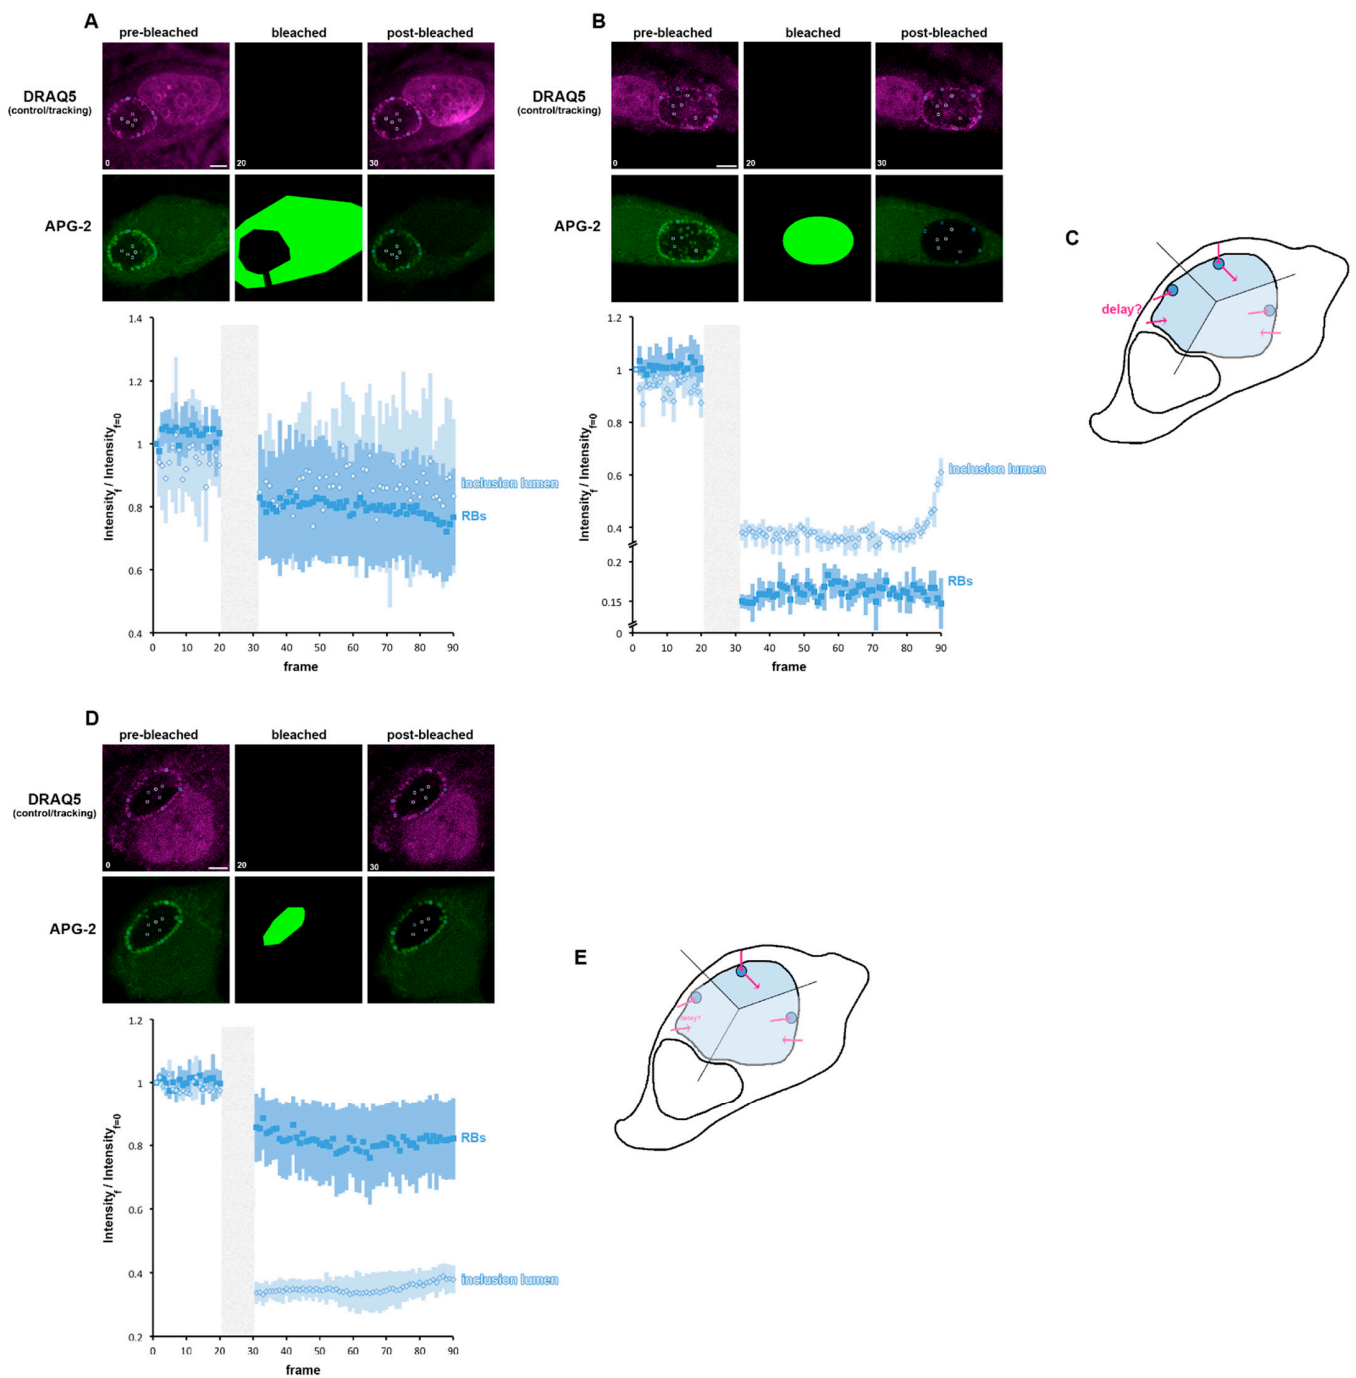 A
pre-bleached bleached post-bleached
DRAQ5
(control/tracking)
0 20 30
APG-2
Intensity f / Intensity f=0
1.4
1.2
1
0.8
0.6
0.4
inclusion lumen
RBs
0 10 20 30 40 50 60 70 80 90
frame
B
pre-bleached bleached post-bleached
DRAQ5
(control/tracking)
0 20 30
APG-2
Intensity f / Intensity f=0
1.2
1
0.8
0.6
0.4
0.2
0.15
0
inclusion lumen
RBs
0 10 20 30 40 50 60 70 80 90
frame
C
delay?
D
pre-bleached bleached post-bleached
DRAQ5
(control/tracking)
0 20 30
APG-2
Intensity f / Intensity f=0
1.2
1
0.8
0.6
0.4
0.2
RBs
inclusion lumen
0 10 20 30 40 50 60 70 80 90
frame
E
delay?